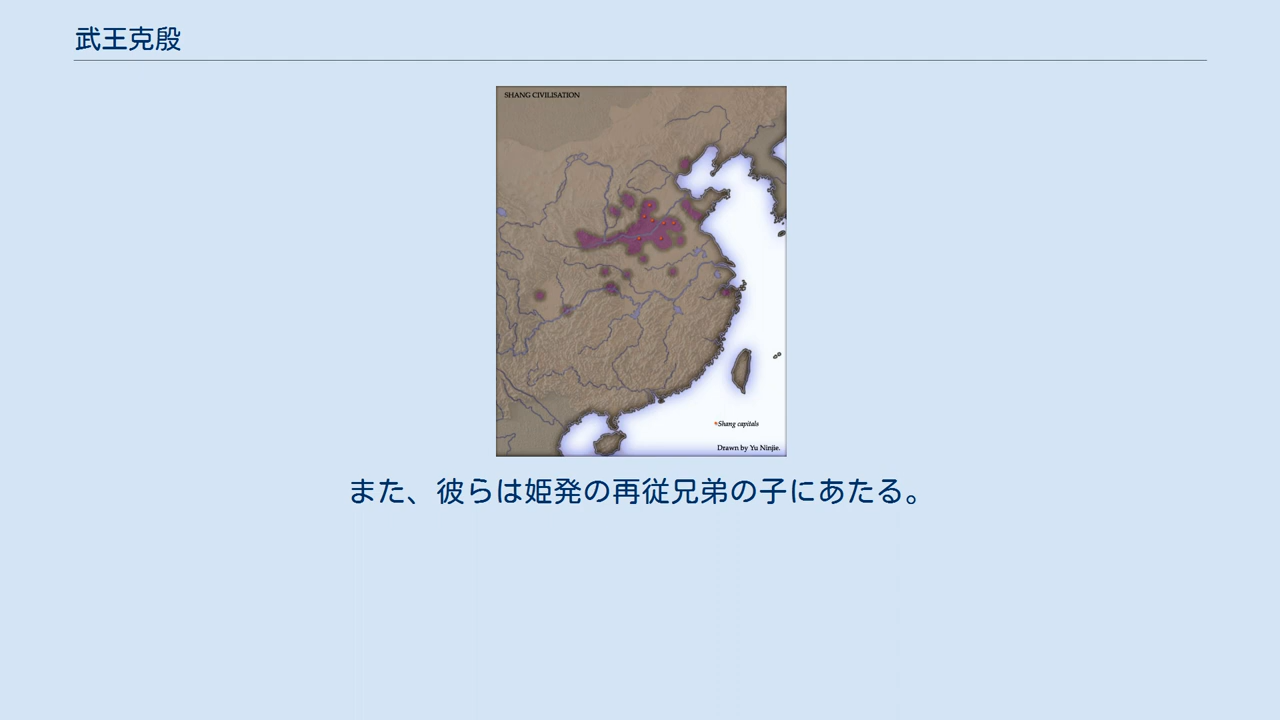 武王克殷
SHANG CIVILISATION
*Shang capitals
Drawn by Yu Ninjie.
また、彼らは姫発の再従兄弟の子にあたる。